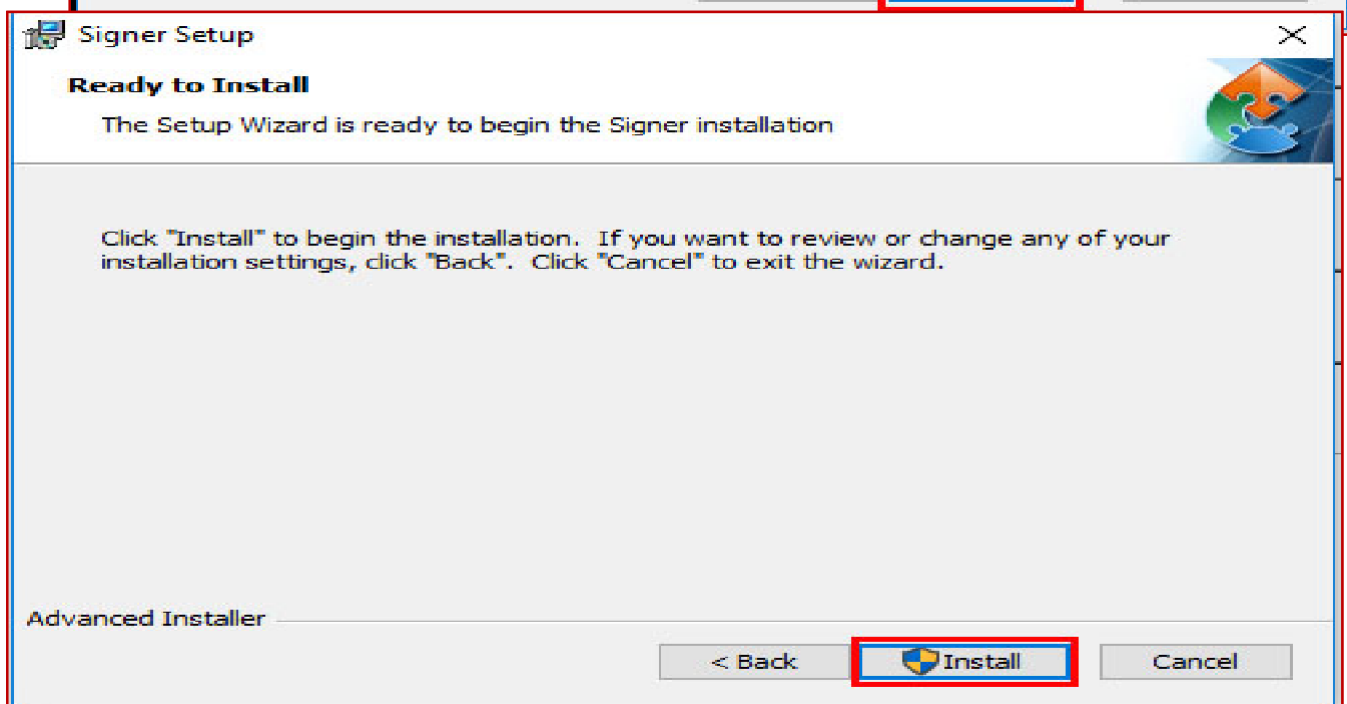 Signer Setup
Ready to Install
The Setup Wizard is ready to begin the Signer installation
Click "Install" to begin the installation.  If you want to review or change any of your
installation settings, click "Back".  Click "Cancel" to exit the wizard.
Advanced Installer
< Back
Install
Cancel